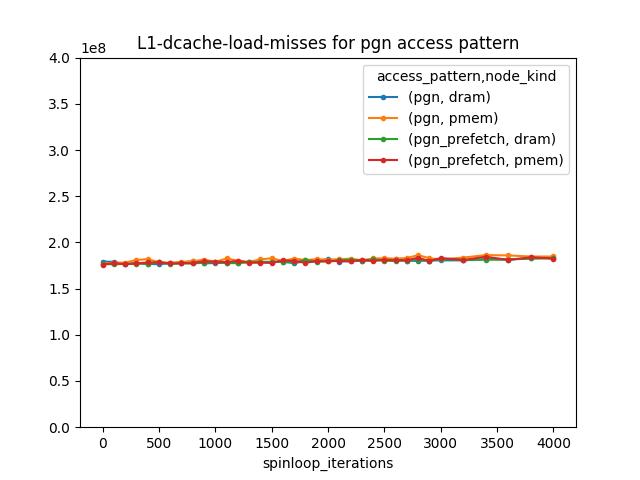 L1-dcache-load-misses for pgn access pattern
1e8
4.0
3.5
3.0
2.5
2.0
1.5
1.0
0.5
0.0
access_pattern,node_kind
(pgn, dram)
(pgn, pmem)
(pgn_prefetch, dram)
(pgn_prefetch, pmem)
0 500 1000 1500 2000 2500 3000 3500 4000
spinloop_iterations